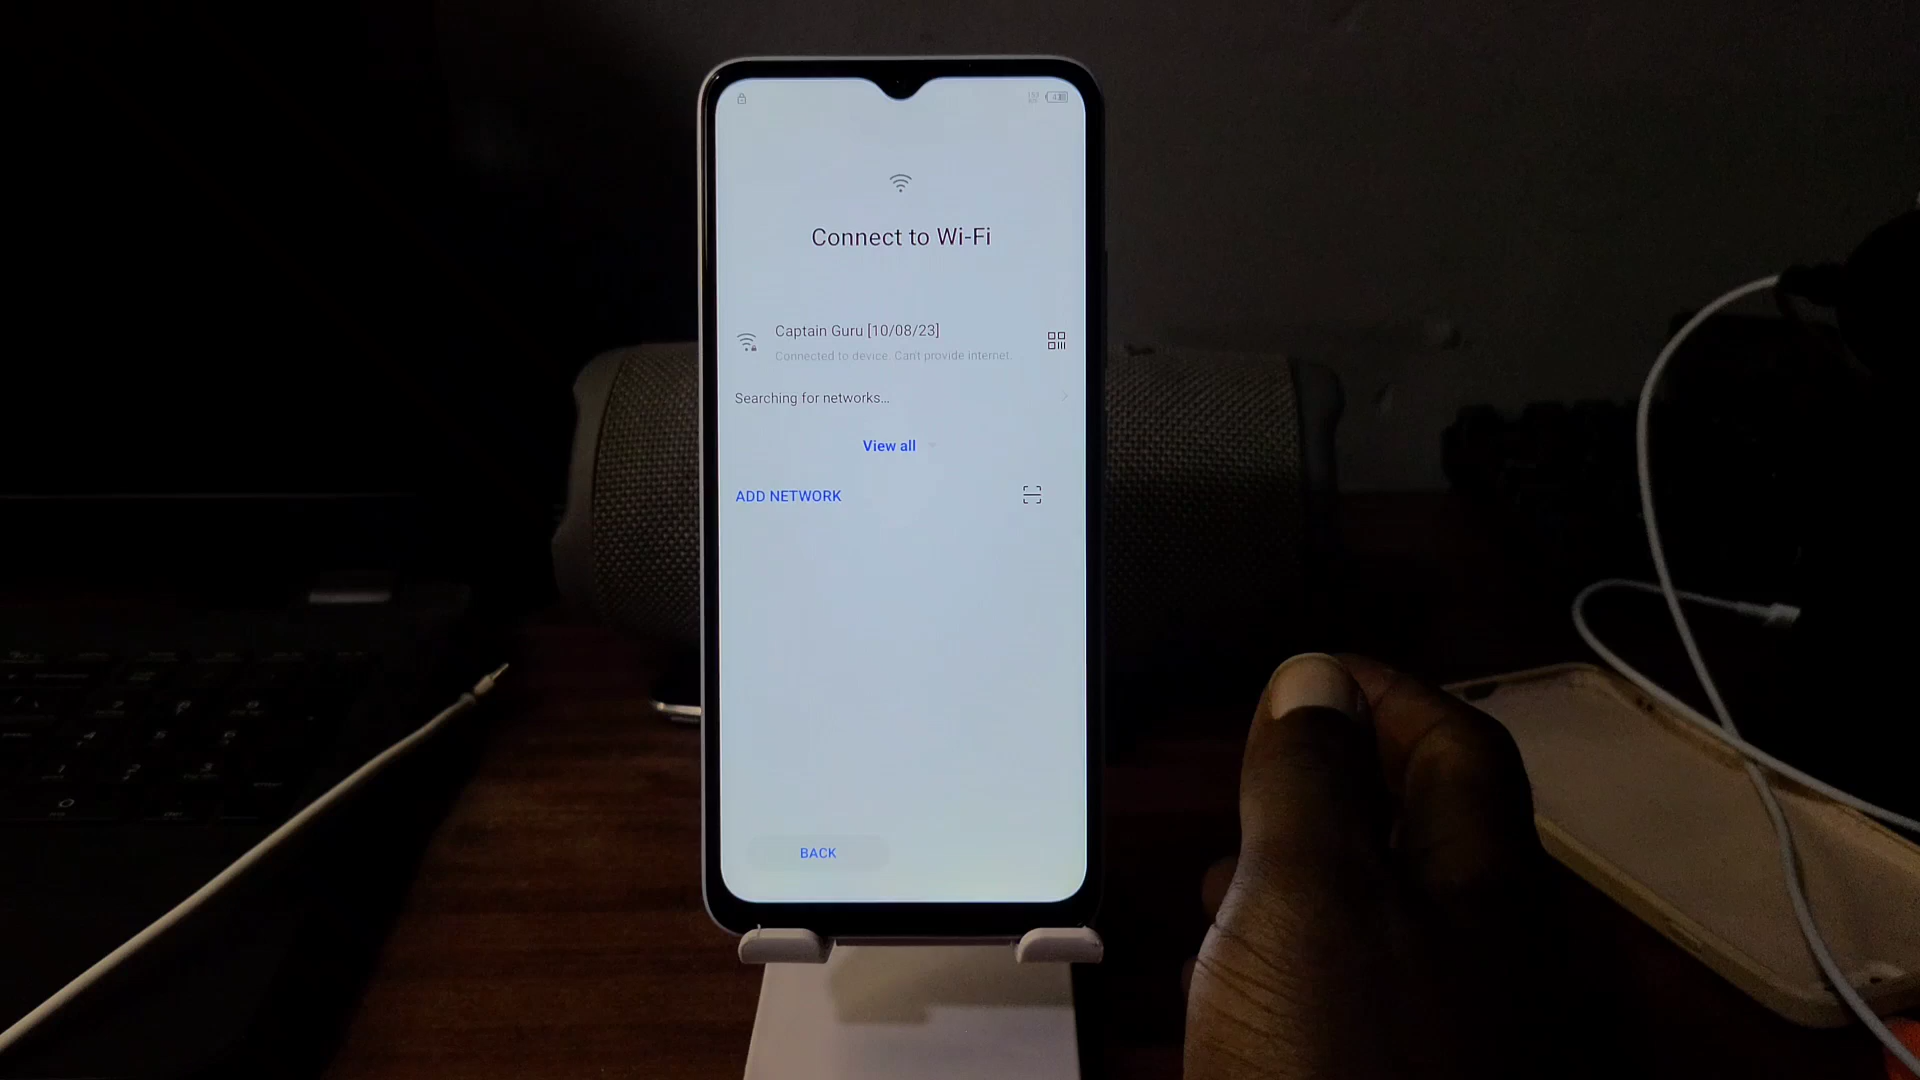 Connect to Wi-Fi
Captain Guru [10/08/23]
Connected to device. Can't provide internet.
Searching for networks...
View all
ADD NETWORK
BACK